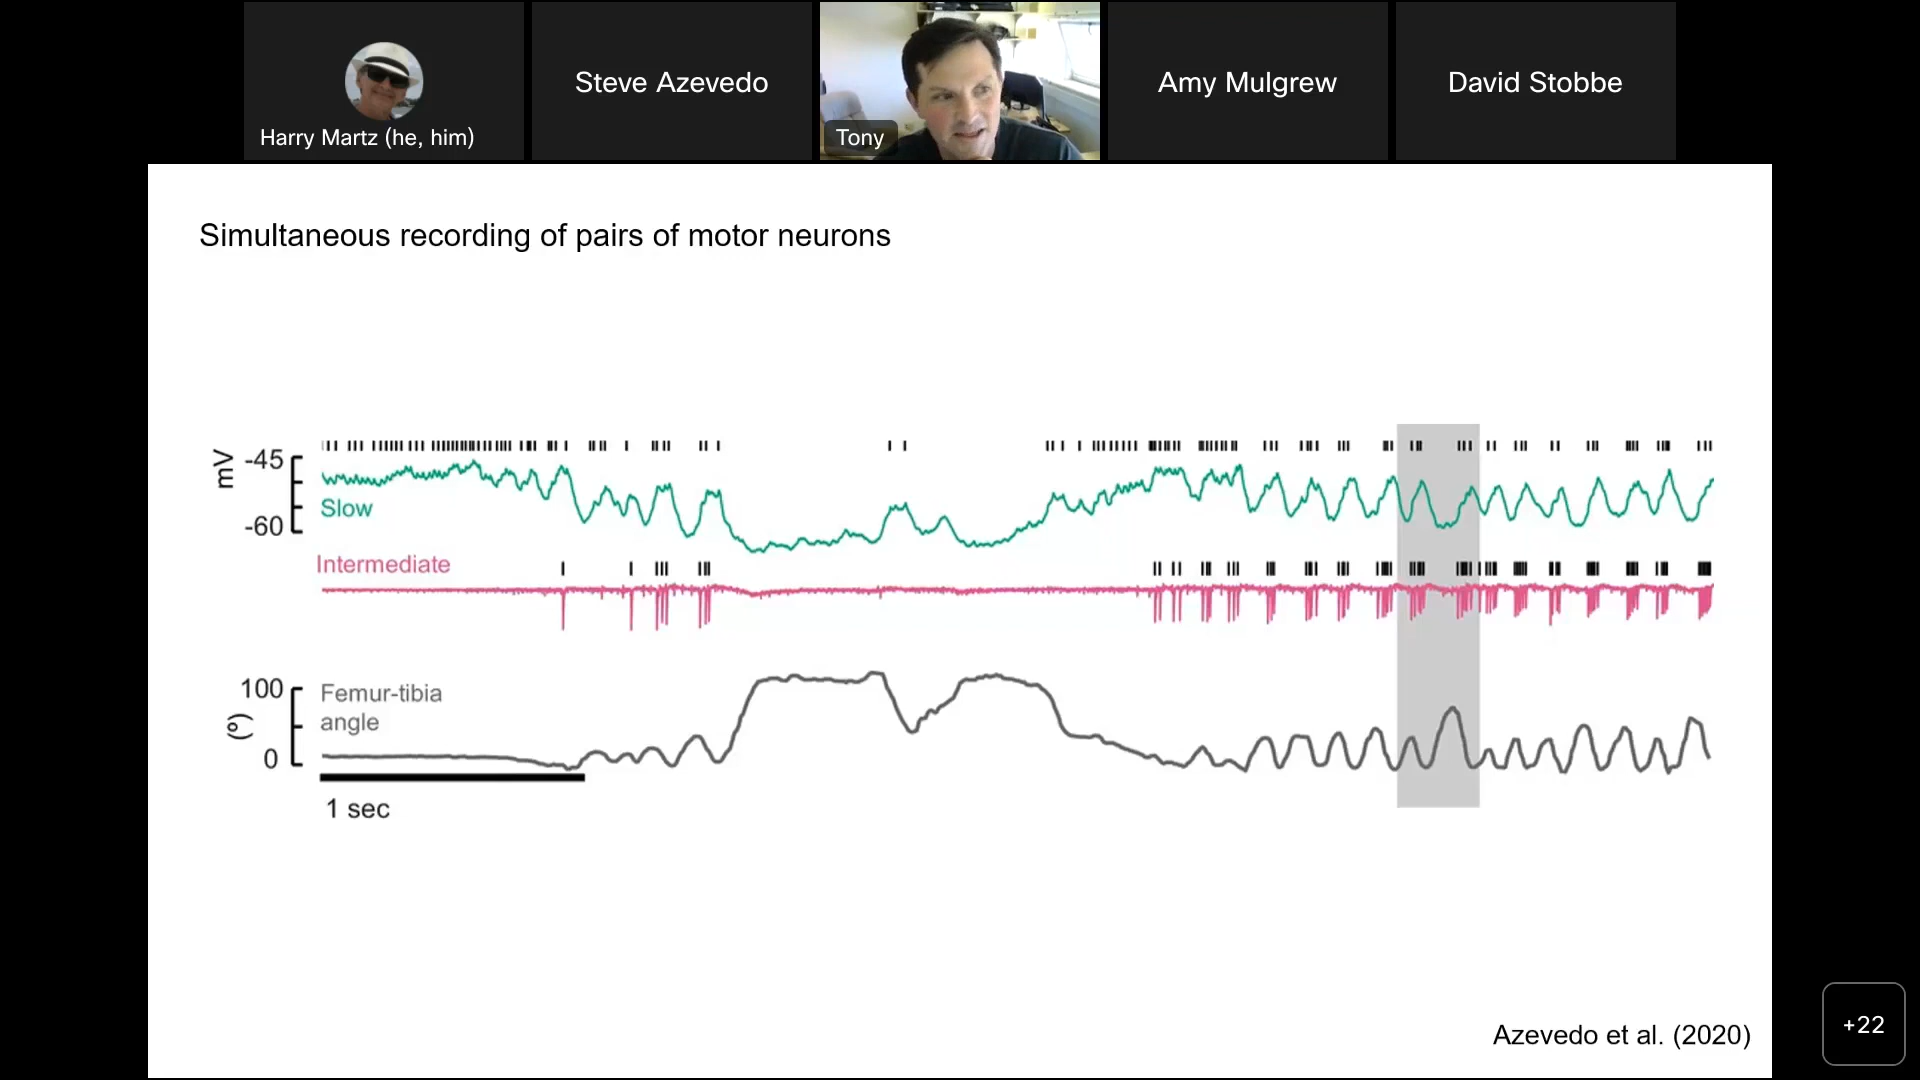 Harry Martz (he, him)
Steve Azevedo
Tony
Amy Mulgrew
David Stobbe
Simultaneous recording of pairs of motor neurons
mV
-45
-60
Slow
Intermediate
100
0
(º)
Femur-tibia
angle
1 sec
Azevedo et al. (2020)
+22